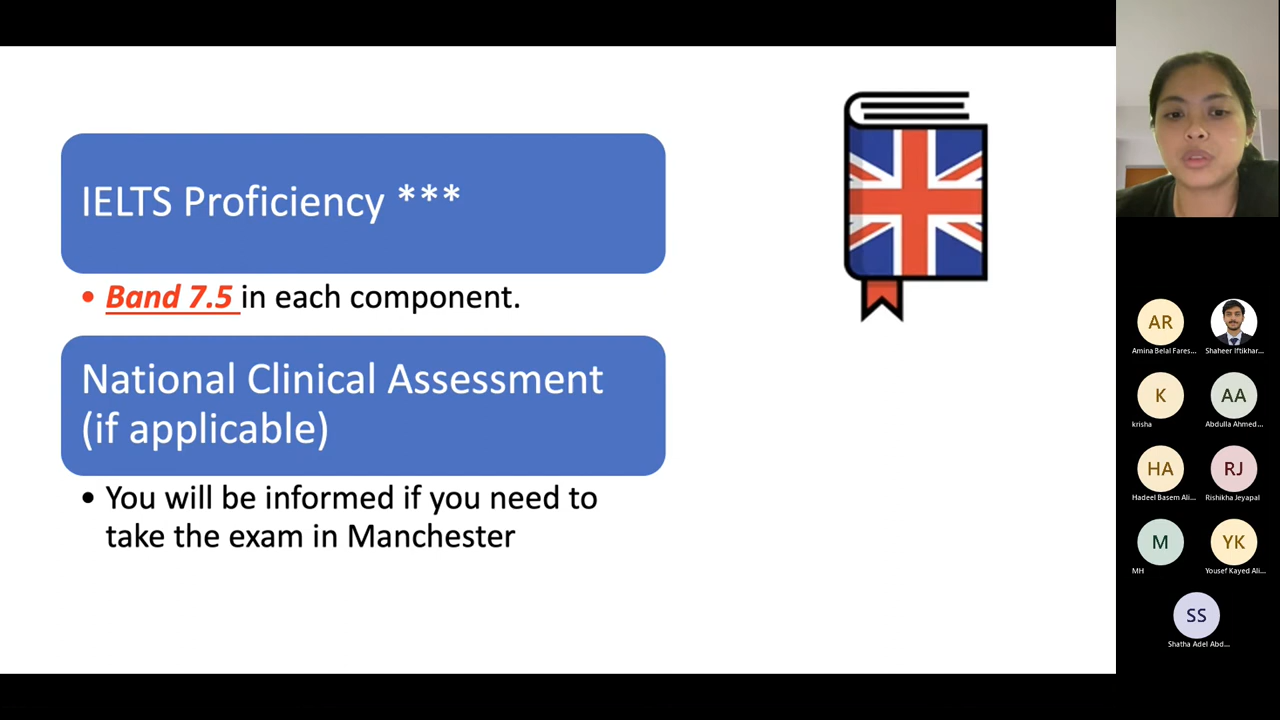 IELTS Proficiency ***
• Band 7.5 in each component.
National Clinical Assessment
(if applicable)
• You will be informed if you need to
take the exam in Manchester
AR
Amina Belal Fares...
Shaheer Iftikhar...
K
krisha
AA
Abdulla Ahmed...
HA
Hadeel Basem Ali...
RJ
Rishikha Jeyapal
M
MH
YK
Yousef Kayed Ali...
SS
Shatha Adel Abd...